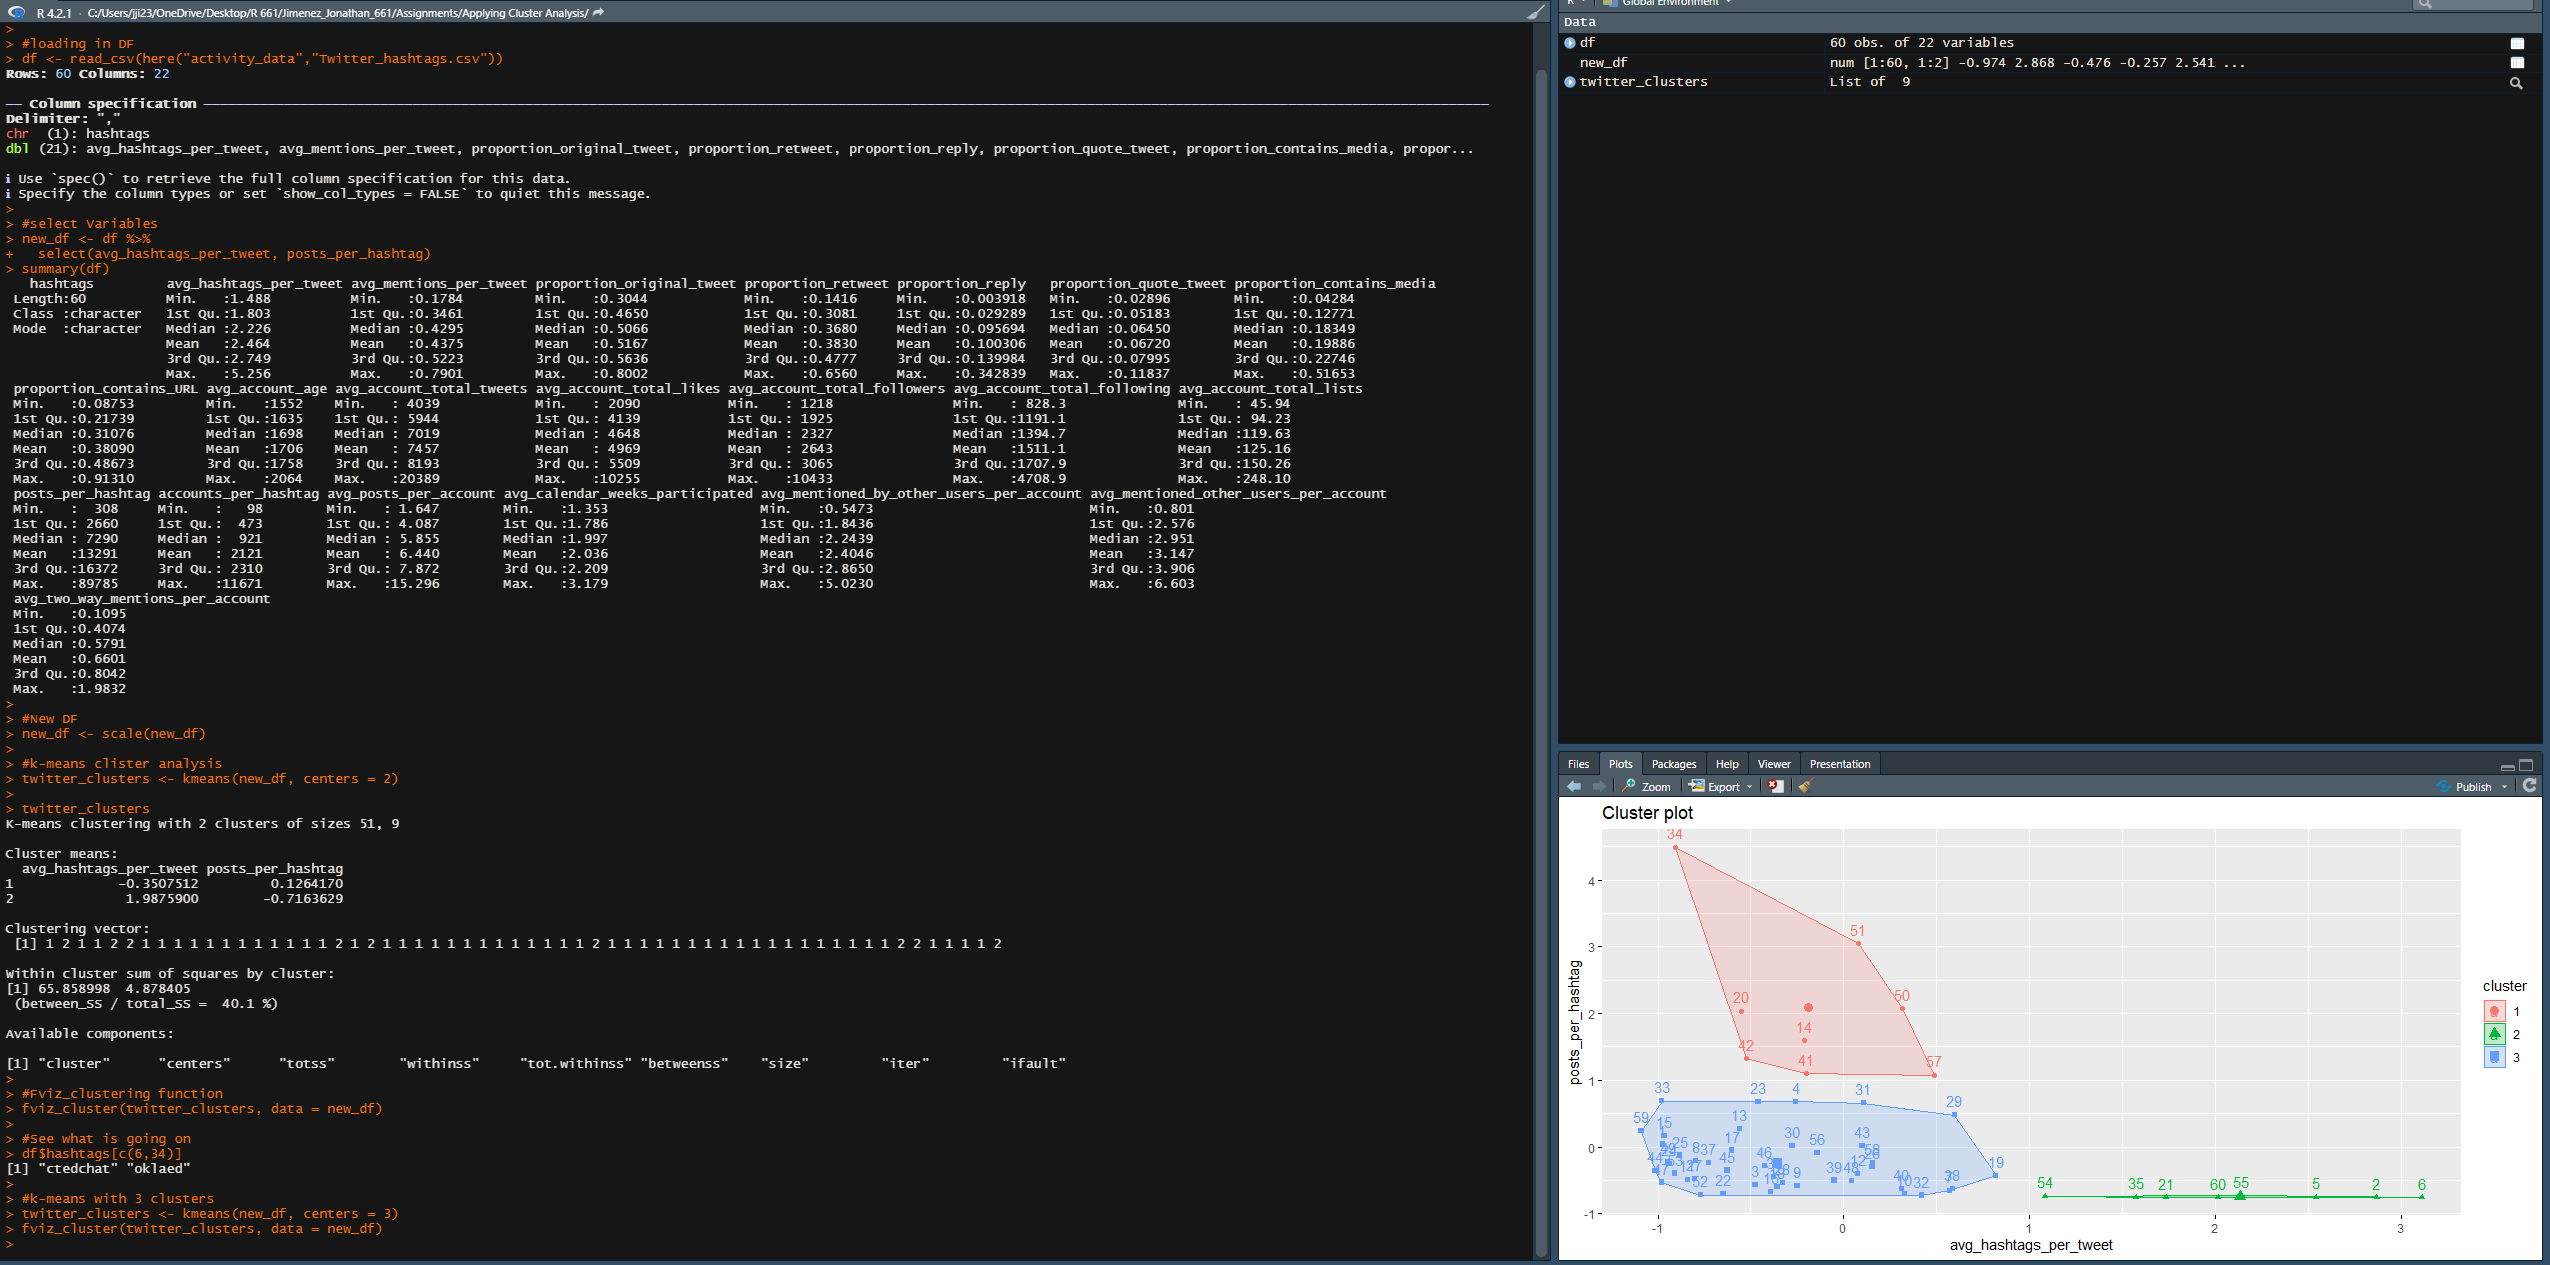 R 4.2.1 · C:/Users/jji23/OneDrive/Desktop/R 661/Jimenez_Jonathan_661/Assignments/Applying Cluster Analysis/
>
> #loading in DF
> df <- read_csv(here("activity_data","Twitter_hashtags.csv"))
Rows: 60 Columns: 22
── Column specification ──
Delimiter: ","
chr  (1): hashtags
dbl (21): avg_hashtags_per_tweet, avg_mentions_per_tweet, proportion_original_tweet, proportion_retweet, proportion_reply, proportion_quote_tweet, proportion_contains_media, propor...
ℹ Use `spec()` to retrieve the full column specification for this data.
ℹ Specify the column types or set `show_col_types = FALSE` to quiet this message.
>
> #select Variables
> new_df <- df %>%
+   select(avg_hashtags_per_tweet, posts_per_hashtag)
> summary(df)
hashtags avg_hashtags_per_tweet avg_mentions_per_tweet proportion_original_tweet proportion_retweet proportion_reply proportion_quote_tweet proportion_contains_media
Length:60 Min. :1.488 Min. :0.1784 Min. :0.3044 Min. :0.1416 Min. :0.003918 Min. :0.02896 Min. :0.04284
Class :character 1st Qu.:1.803 1st Qu.:0.3461 1st Qu.:0.4650 1st Qu.:0.3081 1st Qu.:0.029289 1st Qu.:0.05183 1st Qu.:0.12771
Mode :character Median :2.226 Median :0.4295 Median :0.5066 Median :0.3680 Median :0.095694 Median :0.06450 Median :0.18349
Mean :2.464 Mean :0.4375 Mean :0.5167 Mean :0.3830 Mean :0.100306 Mean :0.06720 Mean :0.19886
3rd Qu.:2.749 3rd Qu.:0.5223 3rd Qu.:0.5636 3rd Qu.:0.4777 3rd Qu.:0.139984 3rd Qu.:0.07995 3rd Qu.:0.22746
Max. :5.256 Max. :0.7901 Max. :0.8002 Max. :0.6560 Max. :0.342839 Max. :0.11837 Max. :0.51653
proportion_contains_URL avg_account_age avg_account_total_tweets avg_account_total_likes avg_account_total_followers avg_account_total_following avg_account_total_lists
Min. :0.08753 Min. :1552 Min. : 4039 Min. : 2090 Min. : 1218 Min. : 828.3 Min. : 45.94
1st Qu.:0.21739 1st Qu.:1635 1st Qu.: 5944 1st Qu.: 4139 1st Qu.: 1925 1st Qu.:1191.1 1st Qu.: 94.23
Median :0.31076 Median :1698 Median : 7019 Median : 4648 Median : 2327 Median :1394.7 Median :119.63
Mean :0.38090 Mean :1706 Mean : 7457 Mean : 4969 Mean : 2643 Mean :1511.1 Mean :125.16
3rd Qu.:0.48673 3rd Qu.:1758 3rd Qu.: 8193 3rd Qu.: 5509 3rd Qu.: 3065 3rd Qu.:1707.9 3rd Qu.:150.26
Max. :0.91310 Max. :2064 Max. :20389 Max. :10255 Max. :10433 Max. :4708.9 Max. :248.10
posts_per_hashtag accounts_per_hashtag avg_posts_per_account avg_calendar_weeks_participated avg_mentioned_by_other_users_per_account avg_mentioned_other_users_per_account
Min. : 308 Min. : 98 Min. : 1.647 Min. :1.353 Min. :0.5473 Min. :0.801
1st Qu.: 2660 1st Qu.: 473 1st Qu.: 4.087 1st Qu.:1.786 1st Qu.:1.8436 1st Qu.:2.576
Median : 7290 Median : 921 Median : 5.855 Median :1.997 Median :2.2439 Median :2.951
Mean :13291 Mean : 2121 Mean : 6.440 Mean :2.036 Mean :2.4046 Mean :3.147
3rd Qu.:16372 3rd Qu.: 2310 3rd Qu.: 7.872 3rd Qu.:2.209 3rd Qu.:2.8650 3rd Qu.:3.906
Max. :89785 Max. :11671 Max. :15.296 Max. :3.179 Max. :5.0230 Max. :6.603
avg_two_way_mentions_per_account
Min. :0.1095
1st Qu.:0.4074
Median :0.5791
Mean :0.6601
3rd Qu.:0.8042
Max. :1.9832
>
> #New DF
> new_df <- scale(new_df)
>
> #k-means clister analysis
> twitter_clusters <- kmeans(new_df, centers = 2)
>
> twitter_clusters
K-means clustering with 2 clusters of sizes 51, 9
Cluster means:
avg_hashtags_per_tweet posts_per_hashtag
1 -0.3507512 0.1264170
2 1.9875900 -0.7163629
Clustering vector:
[1] 1 2 1 1 2 2 1 1 1 1 1 1 1 1 1 1 1 1 2 1 2 1 1 1 1 1 1 1 1 1 1 1 1 1 2 1 1 1 1 1 1 1 1 1 1 1 1 1 1 1 1 1 1 2 2 1 1 1 1 2
Within cluster sum of squares by cluster:
[1] 65.858998 4.878405
(between_SS / total_SS = 40.1 %)
Available components:
[1] "cluster" "centers" "totss" "withinss" "tot.withinss" "betweenss" "size" "iter" "ifault"
>
> #Fviz_clustering function
> fviz_cluster(twitter_clusters, data = new_df)
>
> #See what is going on
> df$hashtags[c(6,34)]
[1] "ctedchat" "oklaed"
>
> #k-means with 3 clusters
> twitter_clusters <- kmeans(new_df, centers = 3)
> fviz_cluster(twitter_clusters, data = new_df)
>
R Global Environment
Data
df 60 obs. of 22 variables
new_df num [1:60, 1:2] -0.974 2.868 -0.476 -0.257 2.541 ...
twitter_clusters List of 9
Files Plots Packages Help Viewer Presentation
Zoom Export Publish
Cluster plot
34
51
20 50
14
42 41 57
33 23 4 31 29
59 15 13
17 30 56 43
25 8 37 46
44 45 12 19
47 3 9 39 48 40 38
52 22 32
54 35 21 60 55 5 2 6
4
3
2
1
0
-1
posts_per_hashtag
-1 0 1 2 3
avg_hashtags_per_tweet
cluster
1
2
3